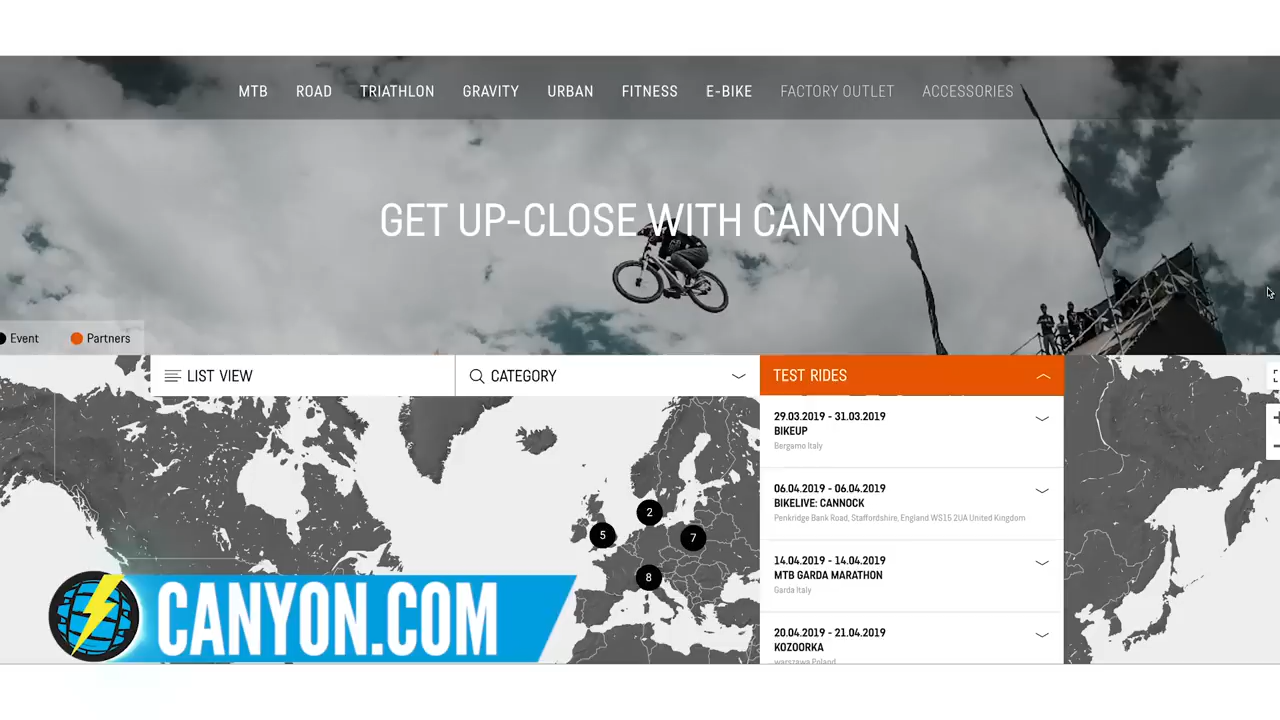 MTB ROAD TRIATHLON GRAVITY URBAN FITNESS E-BIKE FACTORY OUTLET ACCESSORIES
GET UP-CLOSE WITH CANYON
Event Partners
LIST VIEW
CATEGORY
TEST RIDES
29.03.2019 - 31.03.2019
BIKEUP
Bergamo Italy
06.04.2019 - 06.04.2019
BIKELIVE: CANNOCK
Penkridge Bank Road, Staffordshire, England WS15 2UA United Kingdom
14.04.2019 - 14.04.2019
MTB GARDA MARATHON
Garda Italy
20.04.2019 - 21.04.2019
KOZOORKA
warszawa Poland
2
5
7
8
CANYON.COM